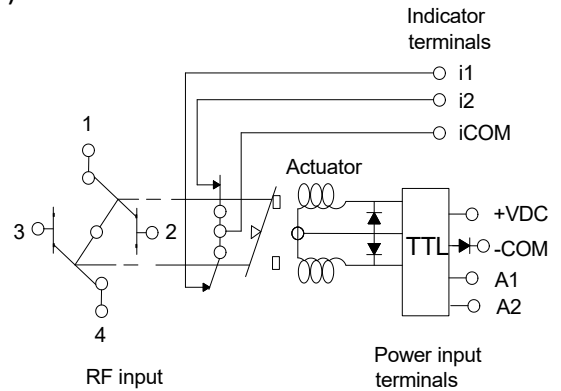 Indicator
terminals
i1
i2
iCOM
1
Actuator
3
2
+VDC
TTL
-COM
A1
A2
4
RF input
Power input
terminals